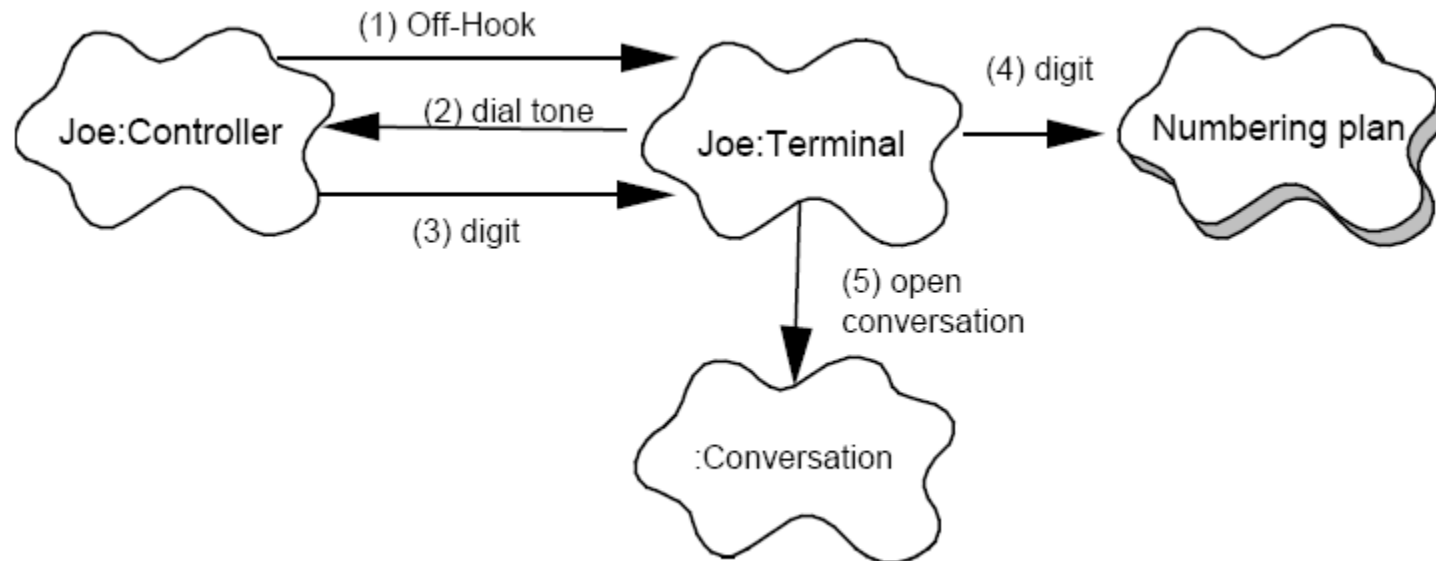 (1) Off-Hook
(4) digit
(2) dial tone
Joe:Controller
Joe:Terminal
Numbering plan
(3) digit
(5) open
conversation
:Conversation